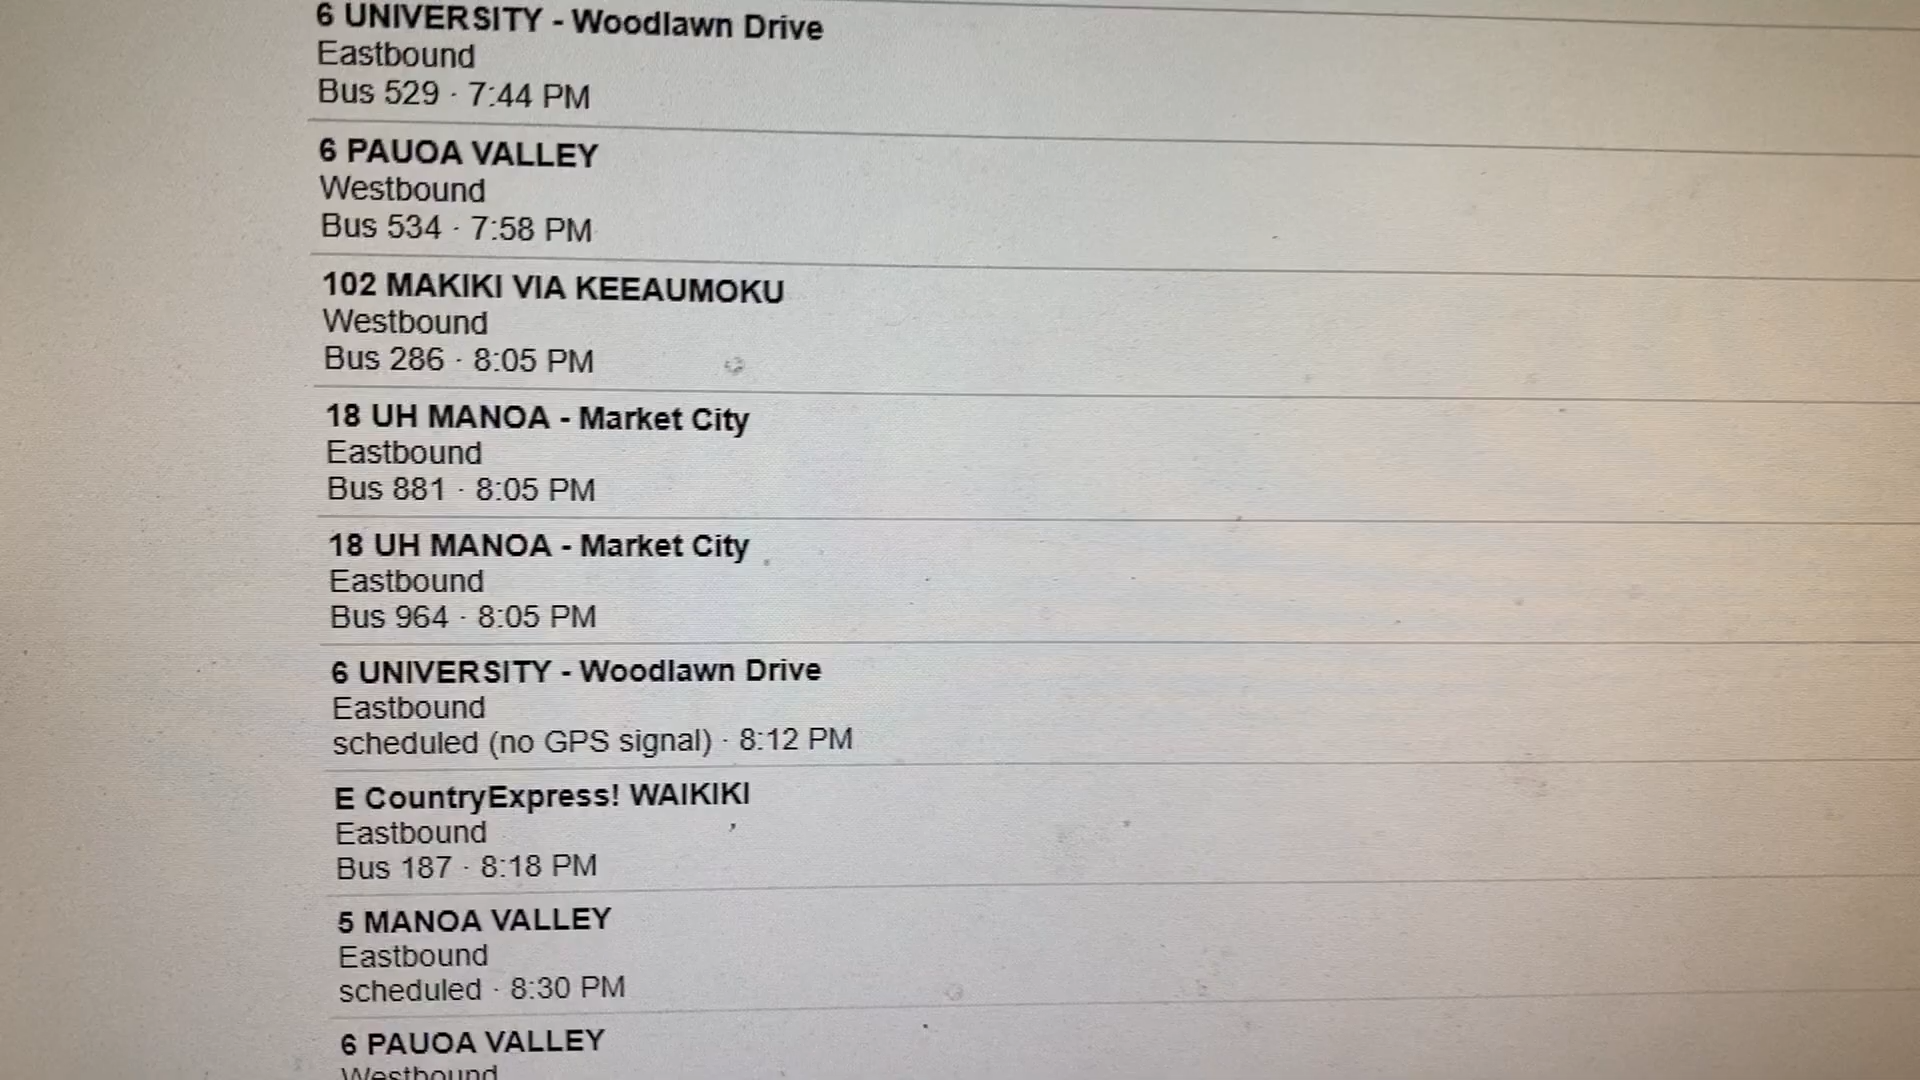 6 UNIVERSITY - Woodlawn Drive
Eastbound
Bus 529 · 7:44 PM
6 PAUOA VALLEY
Westbound
Bus 534 · 7:58 PM
102 MAKIKI VIA KEEAUMOKU
Westbound
Bus 286 · 8:05 PM
18 UH MANOA - Market City
Eastbound
Bus 881 · 8:05 PM
18 UH MANOA - Market City
Eastbound
Bus 964 · 8:05 PM
6 UNIVERSITY - Woodlawn Drive
Eastbound
scheduled (no GPS signal) · 8:12 PM
E CountryExpress! WAIKIKI
Eastbound
Bus 187 · 8:18 PM
5 MANOA VALLEY
Eastbound
scheduled · 8:30 PM
6 PAUOA VALLEY
Westbound